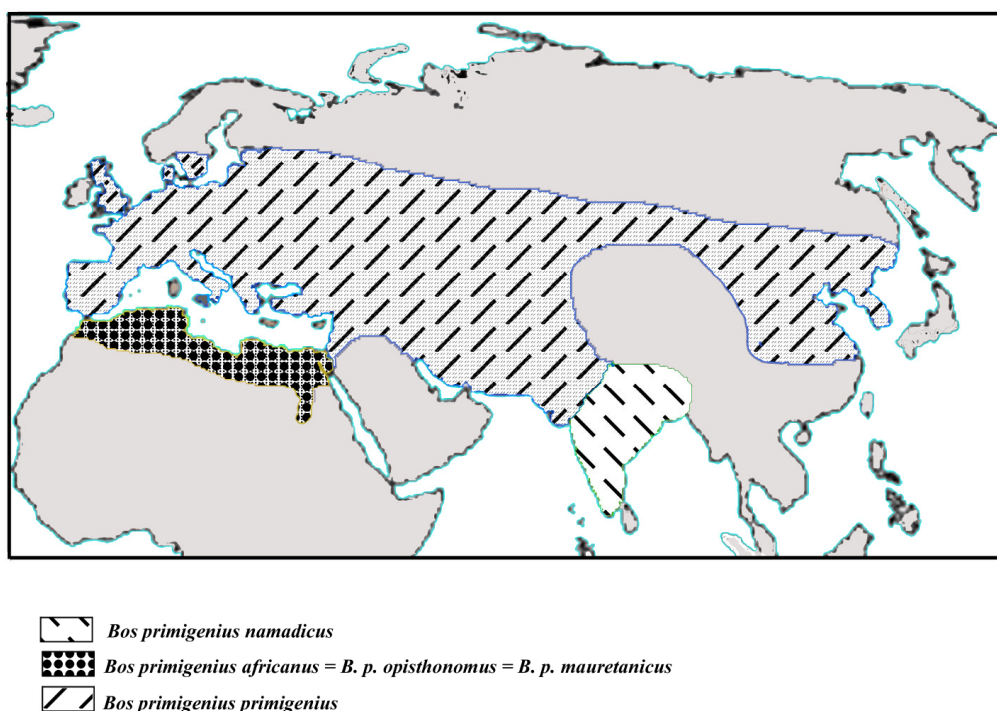 Bos primigenius namadicus
Bos primigenius africanus = B. p. opisthonomus = B. p. mauretanicus
Bos primigenius primigenius